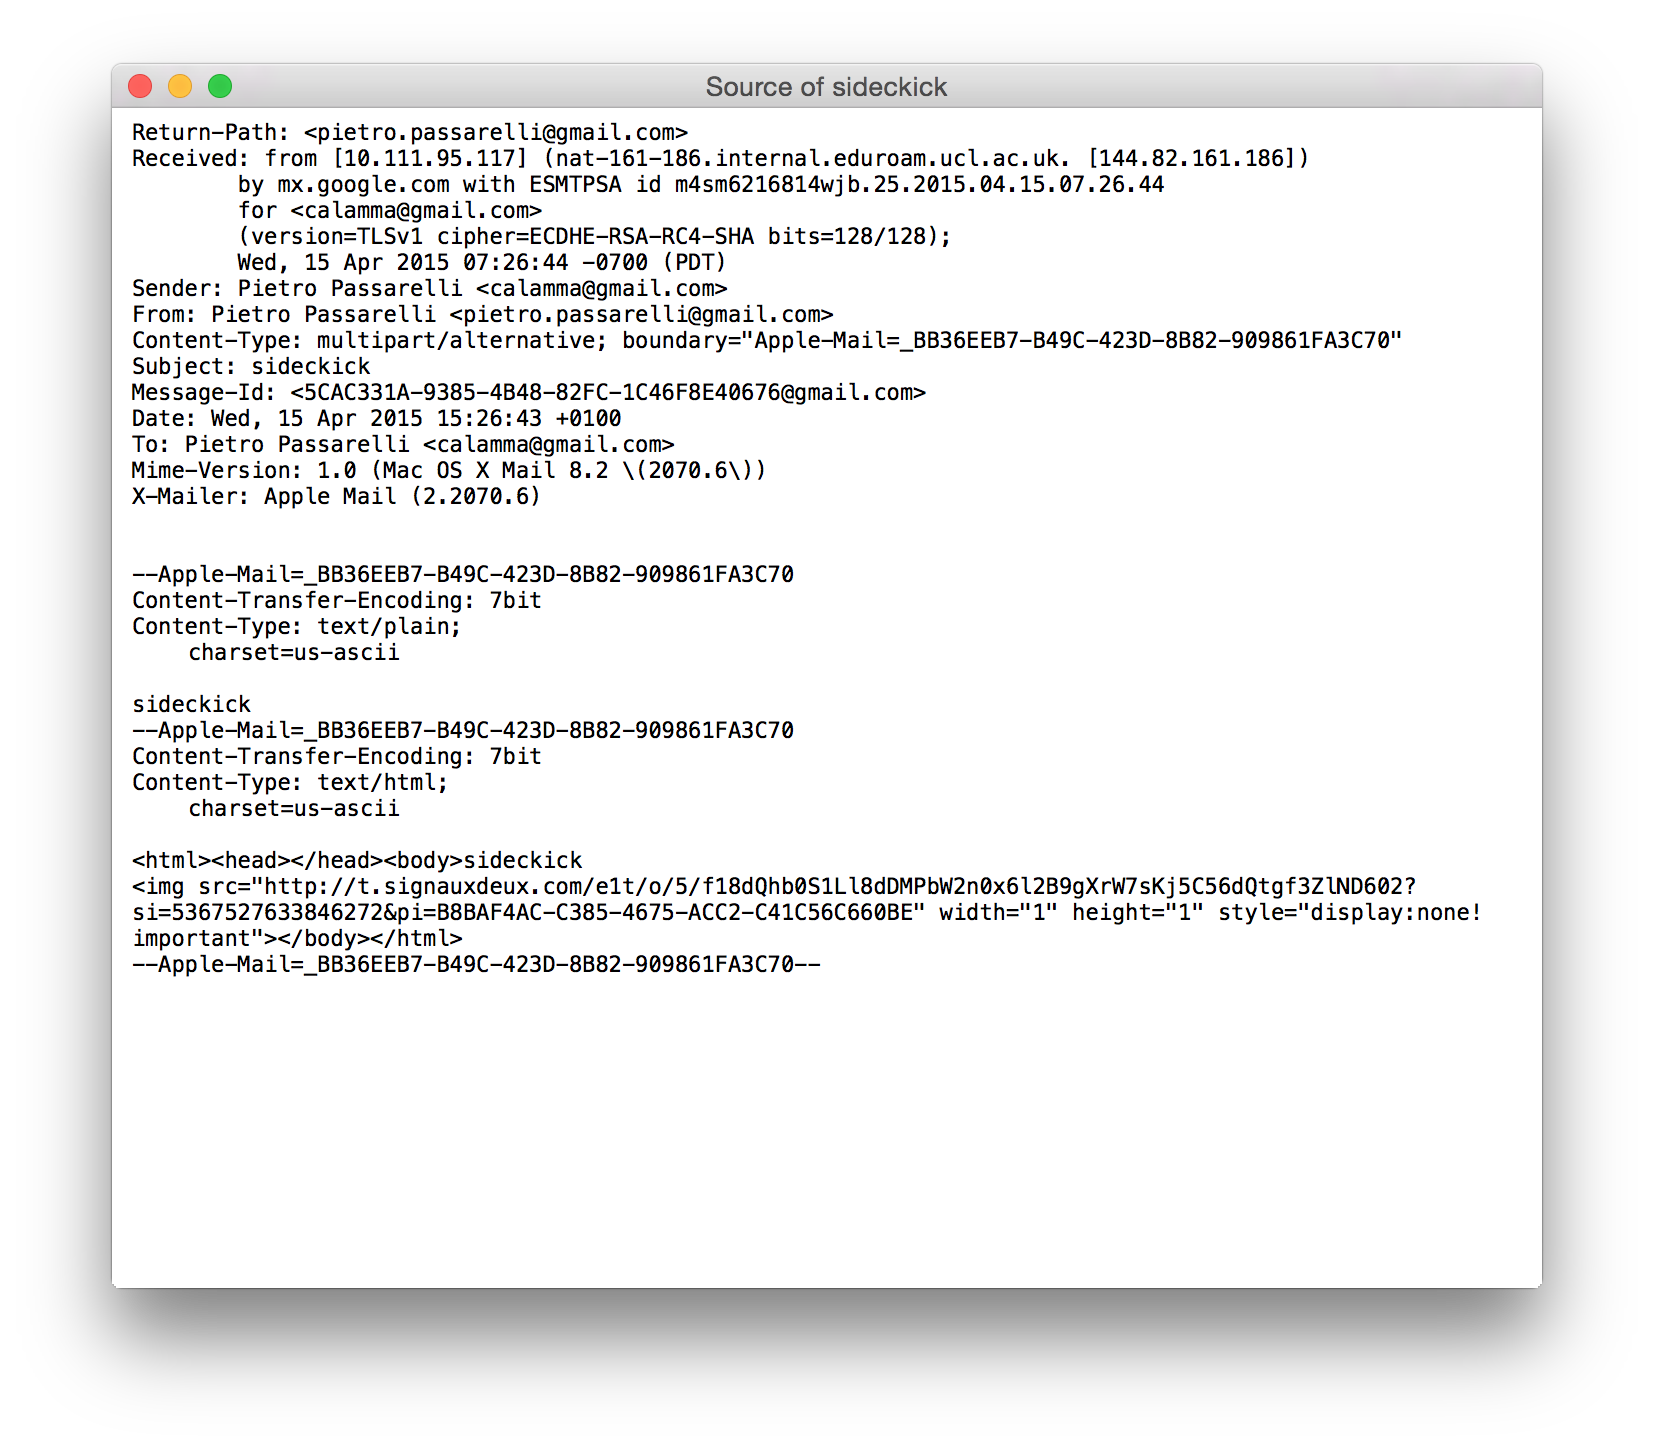 Source of sideckick
Return-Path: <pietro.passarelli@gmail.com>
Received: from [10.111.95.117] (nat-161-186.internal.eduroam.ucl.ac.uk. [144.82.161.186])
        by mx.google.com with ESMTPSA id m4sm6216814wjb.25.2015.04.15.07.26.44
        for <calamma@gmail.com>
        (version=TLSv1 cipher=ECDHE-RSA-RC4-SHA bits=128/128);
        Wed, 15 Apr 2015 07:26:44 -0700 (PDT)
Sender: Pietro Passarelli <calamma@gmail.com>
From: Pietro Passarelli <pietro.passarelli@gmail.com>
Content-Type: multipart/alternative; boundary="Apple-Mail=_BB36EEB7-B49C-423D-8B82-909861FA3C70"
Subject: sideckick
Message-Id: <5CAC331A-9385-4B48-82FC-1C46F8E40676@gmail.com>
Date: Wed, 15 Apr 2015 15:26:43 +0100
To: Pietro Passarelli <calamma@gmail.com>
Mime-Version: 1.0 (Mac OS X Mail 8.2 \(2070.6\))
X-Mailer: Apple Mail (2.2070.6)
--Apple-Mail=_BB36EEB7-B49C-423D-8B82-909861FA3C70
Content-Transfer-Encoding: 7bit
Content-Type: text/plain;
    charset=us-ascii
sideckick
--Apple-Mail=_BB36EEB7-B49C-423D-8B82-909861FA3C70
Content-Transfer-Encoding: 7bit
Content-Type: text/html;
    charset=us-ascii
<html><head></head><body>sideckick
<img src="http://t.signauxdeux.com/e1t/o/5/f18dQhb0S1Ll8dDMPbW2n0x6l2B9gXrW7sKj5C56dQtgf3ZlND602?
si=5367527633846272&pi=B8BAF4AC-C385-4675-ACC2-C41C56C660BE" width="1" height="1" style="display:none!
important"></body></html>
--Apple-Mail=_BB36EEB7-B49C-423D-8B82-909861FA3C70--